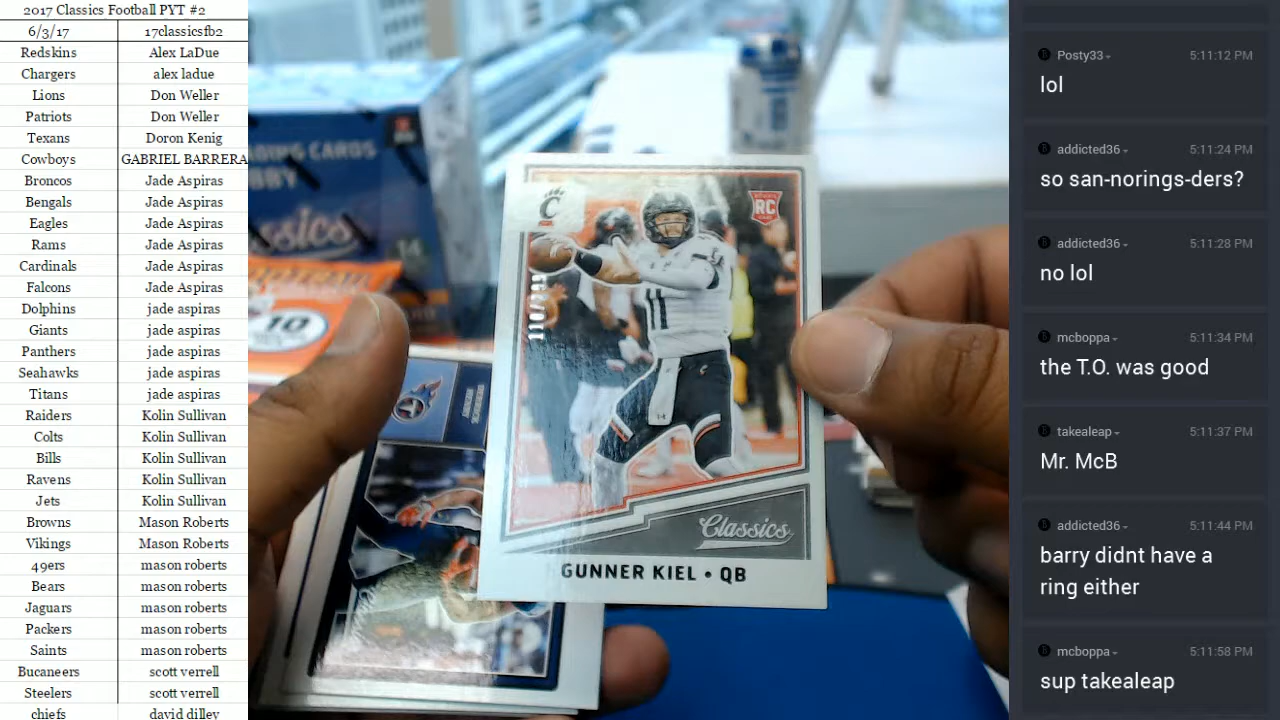 2017 Classics Football PYT #2
6/3/17 17classicsfb2
Redskins Alex LaDue
Chargers alex ladue
Lions Don Weller
Patriots Don Weller
Texans Doron Kenig
Cowboys GABRIEL BARRERA
Broncos Jade Aspiras
Bengals Jade Aspiras
Eagles Jade Aspiras
Rams Jade Aspiras
Cardinals Jade Aspiras
Falcons Jade Aspiras
Dolphins jade aspiras
Giants jade aspiras
Panthers jade aspiras
Seahawks jade aspiras
Titans jade aspiras
Raiders Kolin Sullivan
Colts Kolin Sullivan
Bills Kolin Sullivan
Ravens Kolin Sullivan
Jets Kolin Sullivan
Browns Mason Roberts
Vikings Mason Roberts
49ers mason roberts
Bears mason roberts
Jaguars mason roberts
Packers mason roberts
Saints mason roberts
Bucaneers scott verrell
Steelers scott verrell
chiefs david dilley
CARDS
10
C
RC
11
Classics
GUNNER KIEL • QB
Posty33 5:11:12 PM
lol
addicted36 5:11:24 PM
so san-norings-ders?
addicted36 5:11:28 PM
no lol
mcboppa 5:11:34 PM
the T.O. was good
takealeap 5:11:37 PM
Mr. McB
addicted36 5:11:44 PM
barry didnt have a
ring either
mcboppa 5:11:58 PM
sup takealeap